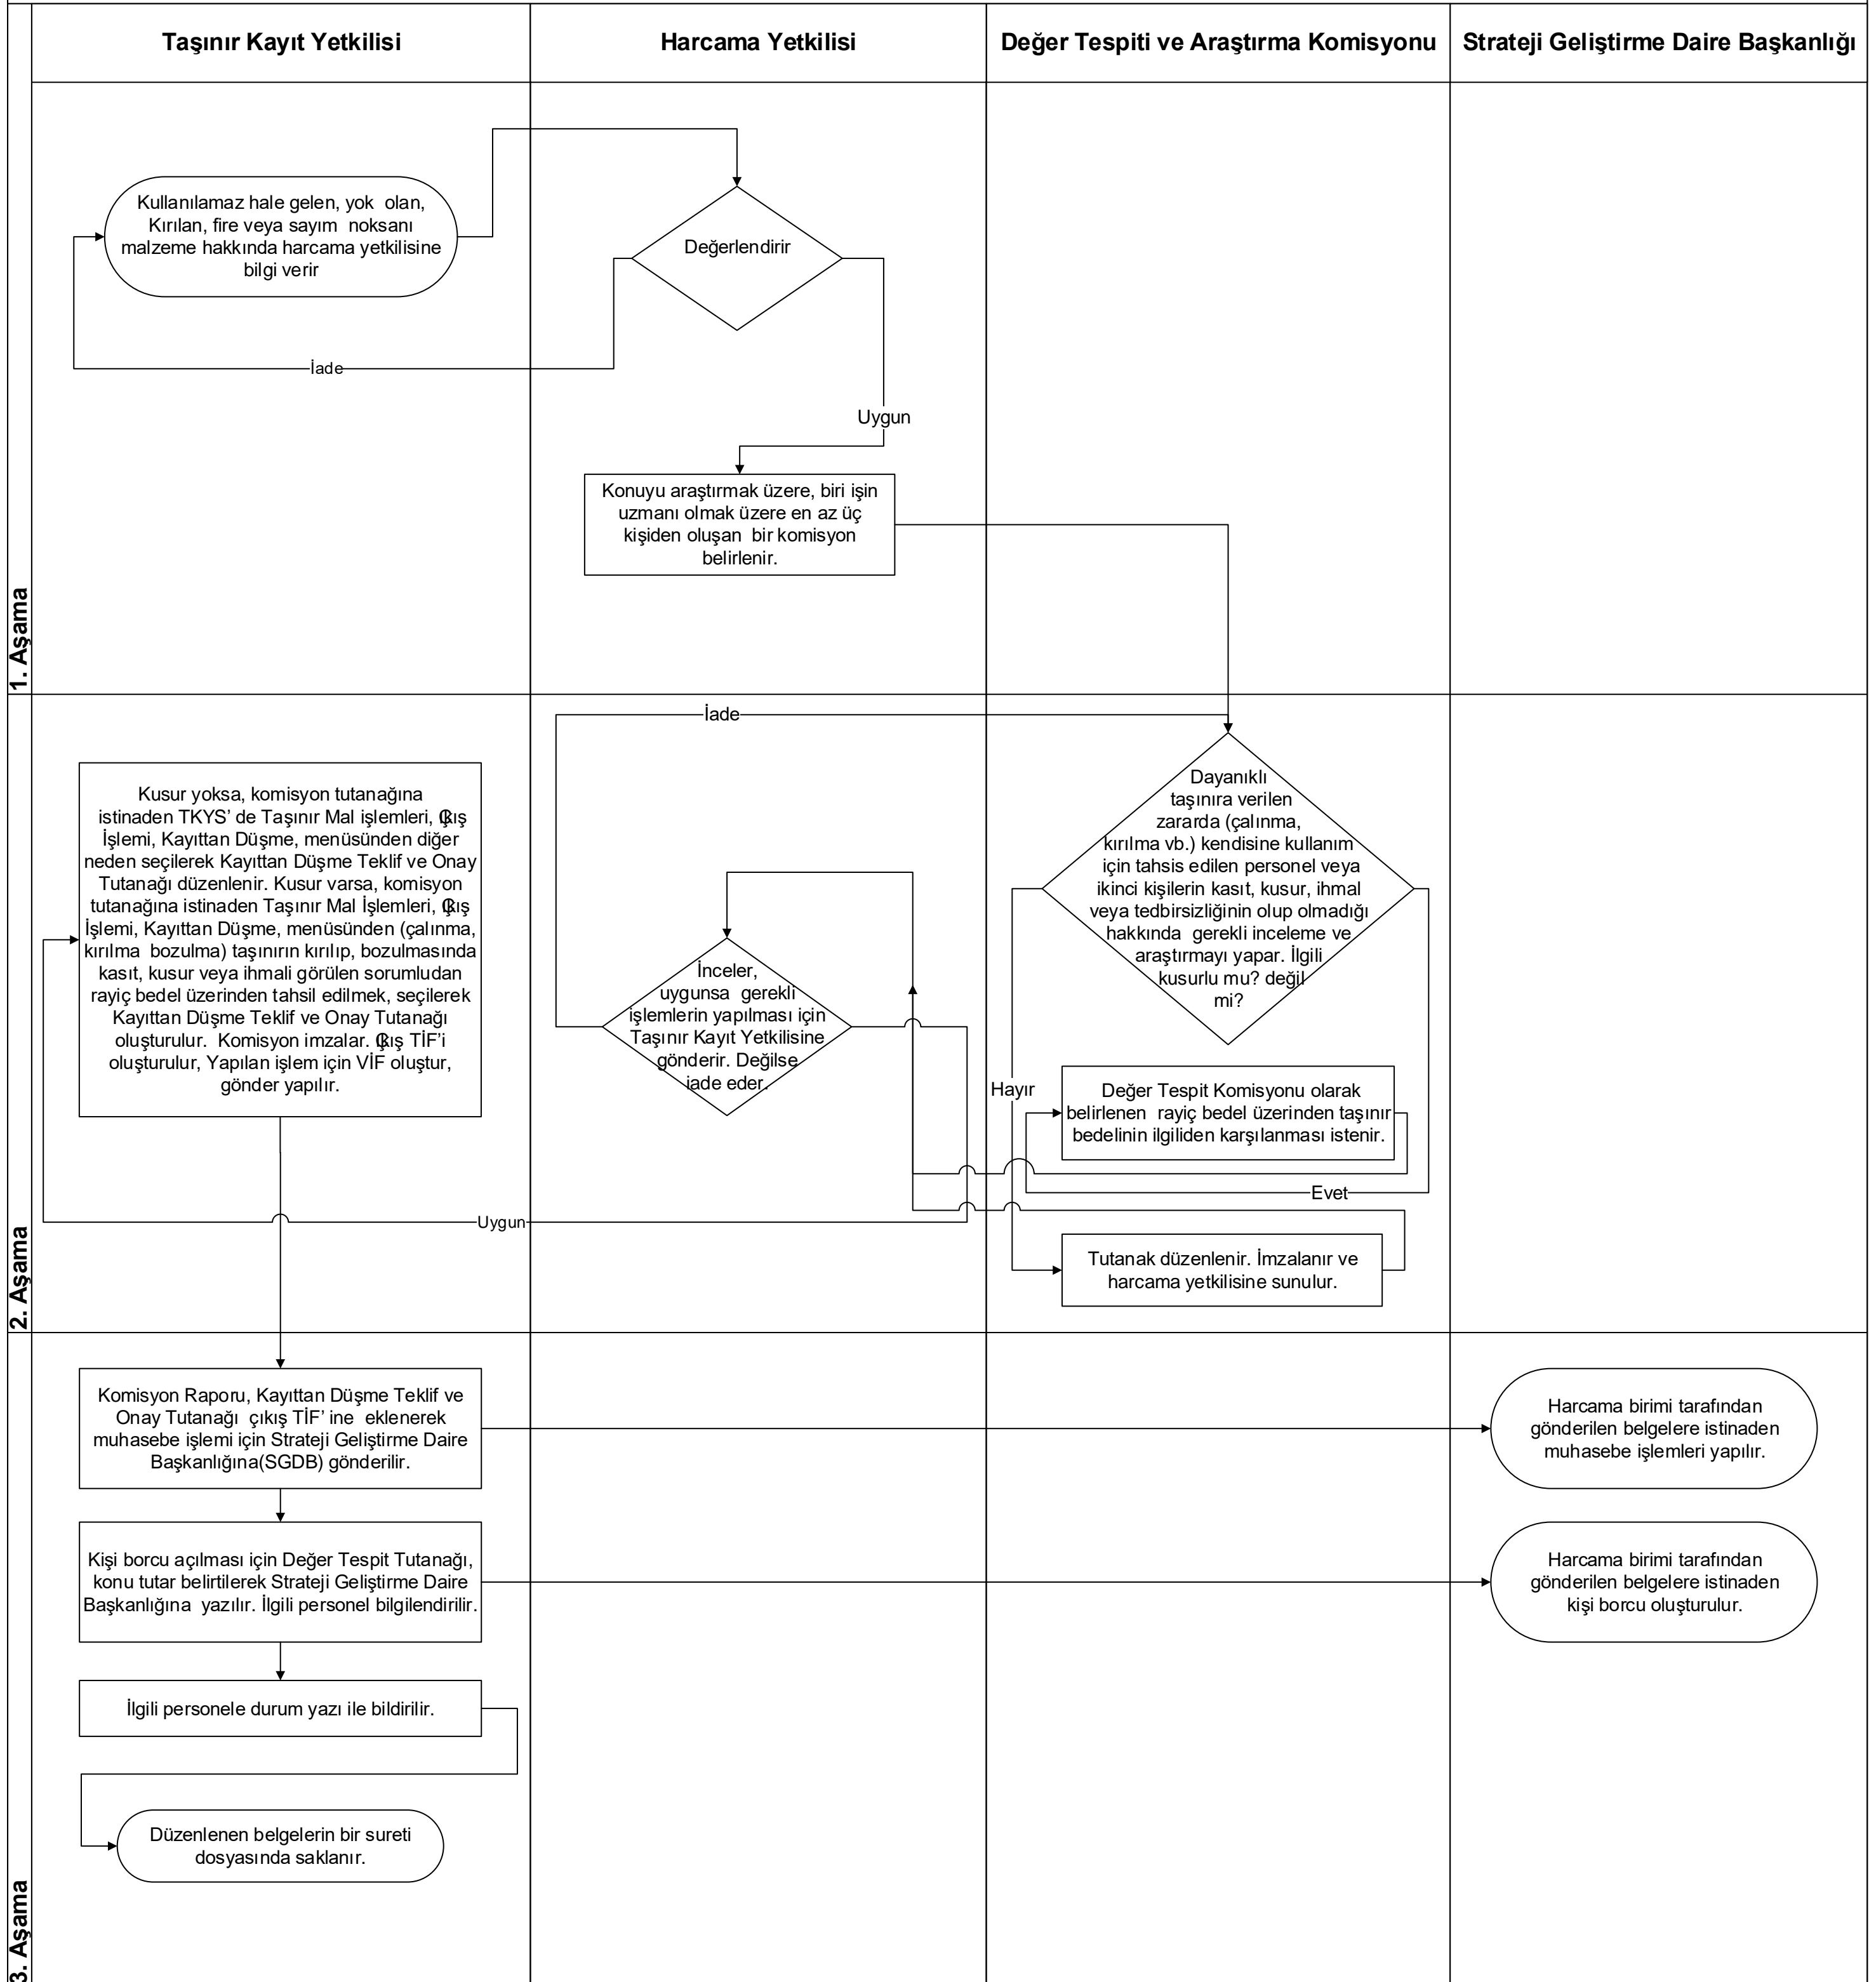 Taşınır Kayıt Yetkilisi
Harcama Yetkilisi
Değer Tespiti ve Araştırma Komisyonu
Strateji Geliştirme Daire Başkanlığı
1. Aşama
Kullanılamaz hale gelen, yok olan,
Kırılan, fire veya sayım noksanı
malzeme hakkında harcama yetkilisine
bilgi verir
Değerlendirir
İade
Uygun
Konuyu araştırmak üzere, biri işin
uzmanı olmak üzere en az üç
kişiden oluşan bir komisyon
belirlenir.
2. Aşama
İade
Kusur yoksa, komisyon tutanağına
istinaden TKYS’ de Taşınır Mal işlemleri, Çıkış
İşlemi, Kayıttan Düşme, menüsünden diğer
neden seçilerek Kayıttan Düşme Teklif ve Onay
Tutanağı düzenlenir. Kusur varsa, komisyon
tutanağına istinaden Taşınır Mal İşlemleri, Çıkış
İşlemi, Kayıttan Düşme, menüsünden (çalınma,
kırılma bozulma) taşınırın kırılıp, bozulmasında
kasıt, kusur veya ihmali görülen sorumludan
rayiç bedel üzerinden tahsil edilmek, seçilerek
Kayıttan Düşme Teklif ve Onay Tutanağı
oluşturulur. Komisyon imzalar. Çıkış TİF’i
oluşturulur, Yapılan işlem için VİF oluştur,
gönder yapılır.
İnceler,
uygunsa gerekli
işlemlerin yapılması için
Taşınır Kayıt Yetkilisine
gönderir. Değilse
iade eder.
Dayanıklı
taşınıra verilen
zararda (çalınma,
kırılma vb.) kendisine kullanım
için tahsis edilen personel veya
ikinci kişilerin kasıt, kusur, ihmal
veya tedbirsizliğinin olup olmadığı
hakkında gerekli inceleme ve
araştırmayı yapar. İlgili
kusurlu mu? değil
mi?
Hayır
Değer Tespit Komisyonu olarak
belirlenen rayiç bedel üzerinden taşınır
bedelinin ilgiliden karşılanması istenir.
Evet
Uygun
Tutanak düzenlenir. İmzalanır ve
harcama yetkilisine sunulur.
3. Aşama
Komisyon Raporu, Kayıttan Düşme Teklif ve
Onay Tutanağı çıkış TİF’ ine eklenerek
muhasebe işlemi için Strateji Geliştirme Daire
Başkanlığına(SGDB) gönderilir.
Harcama birimi tarafından
gönderilen belgelere istinaden
muhasebe işlemleri yapılır.
Kişi borcu açılması için Değer Tespit Tutanağı,
konu tutar belirtilerek Strateji Geliştirme Daire
Başkanlığına yazılır. İlgili personel bilgilendirilir.
Harcama birimi tarafından
gönderilen belgelere istinaden
kişi borcu oluşturulur.
İlgili personele durum yazı ile bildirilir.
Düzenlenen belgelerin bir sureti
dosyasında saklanır.